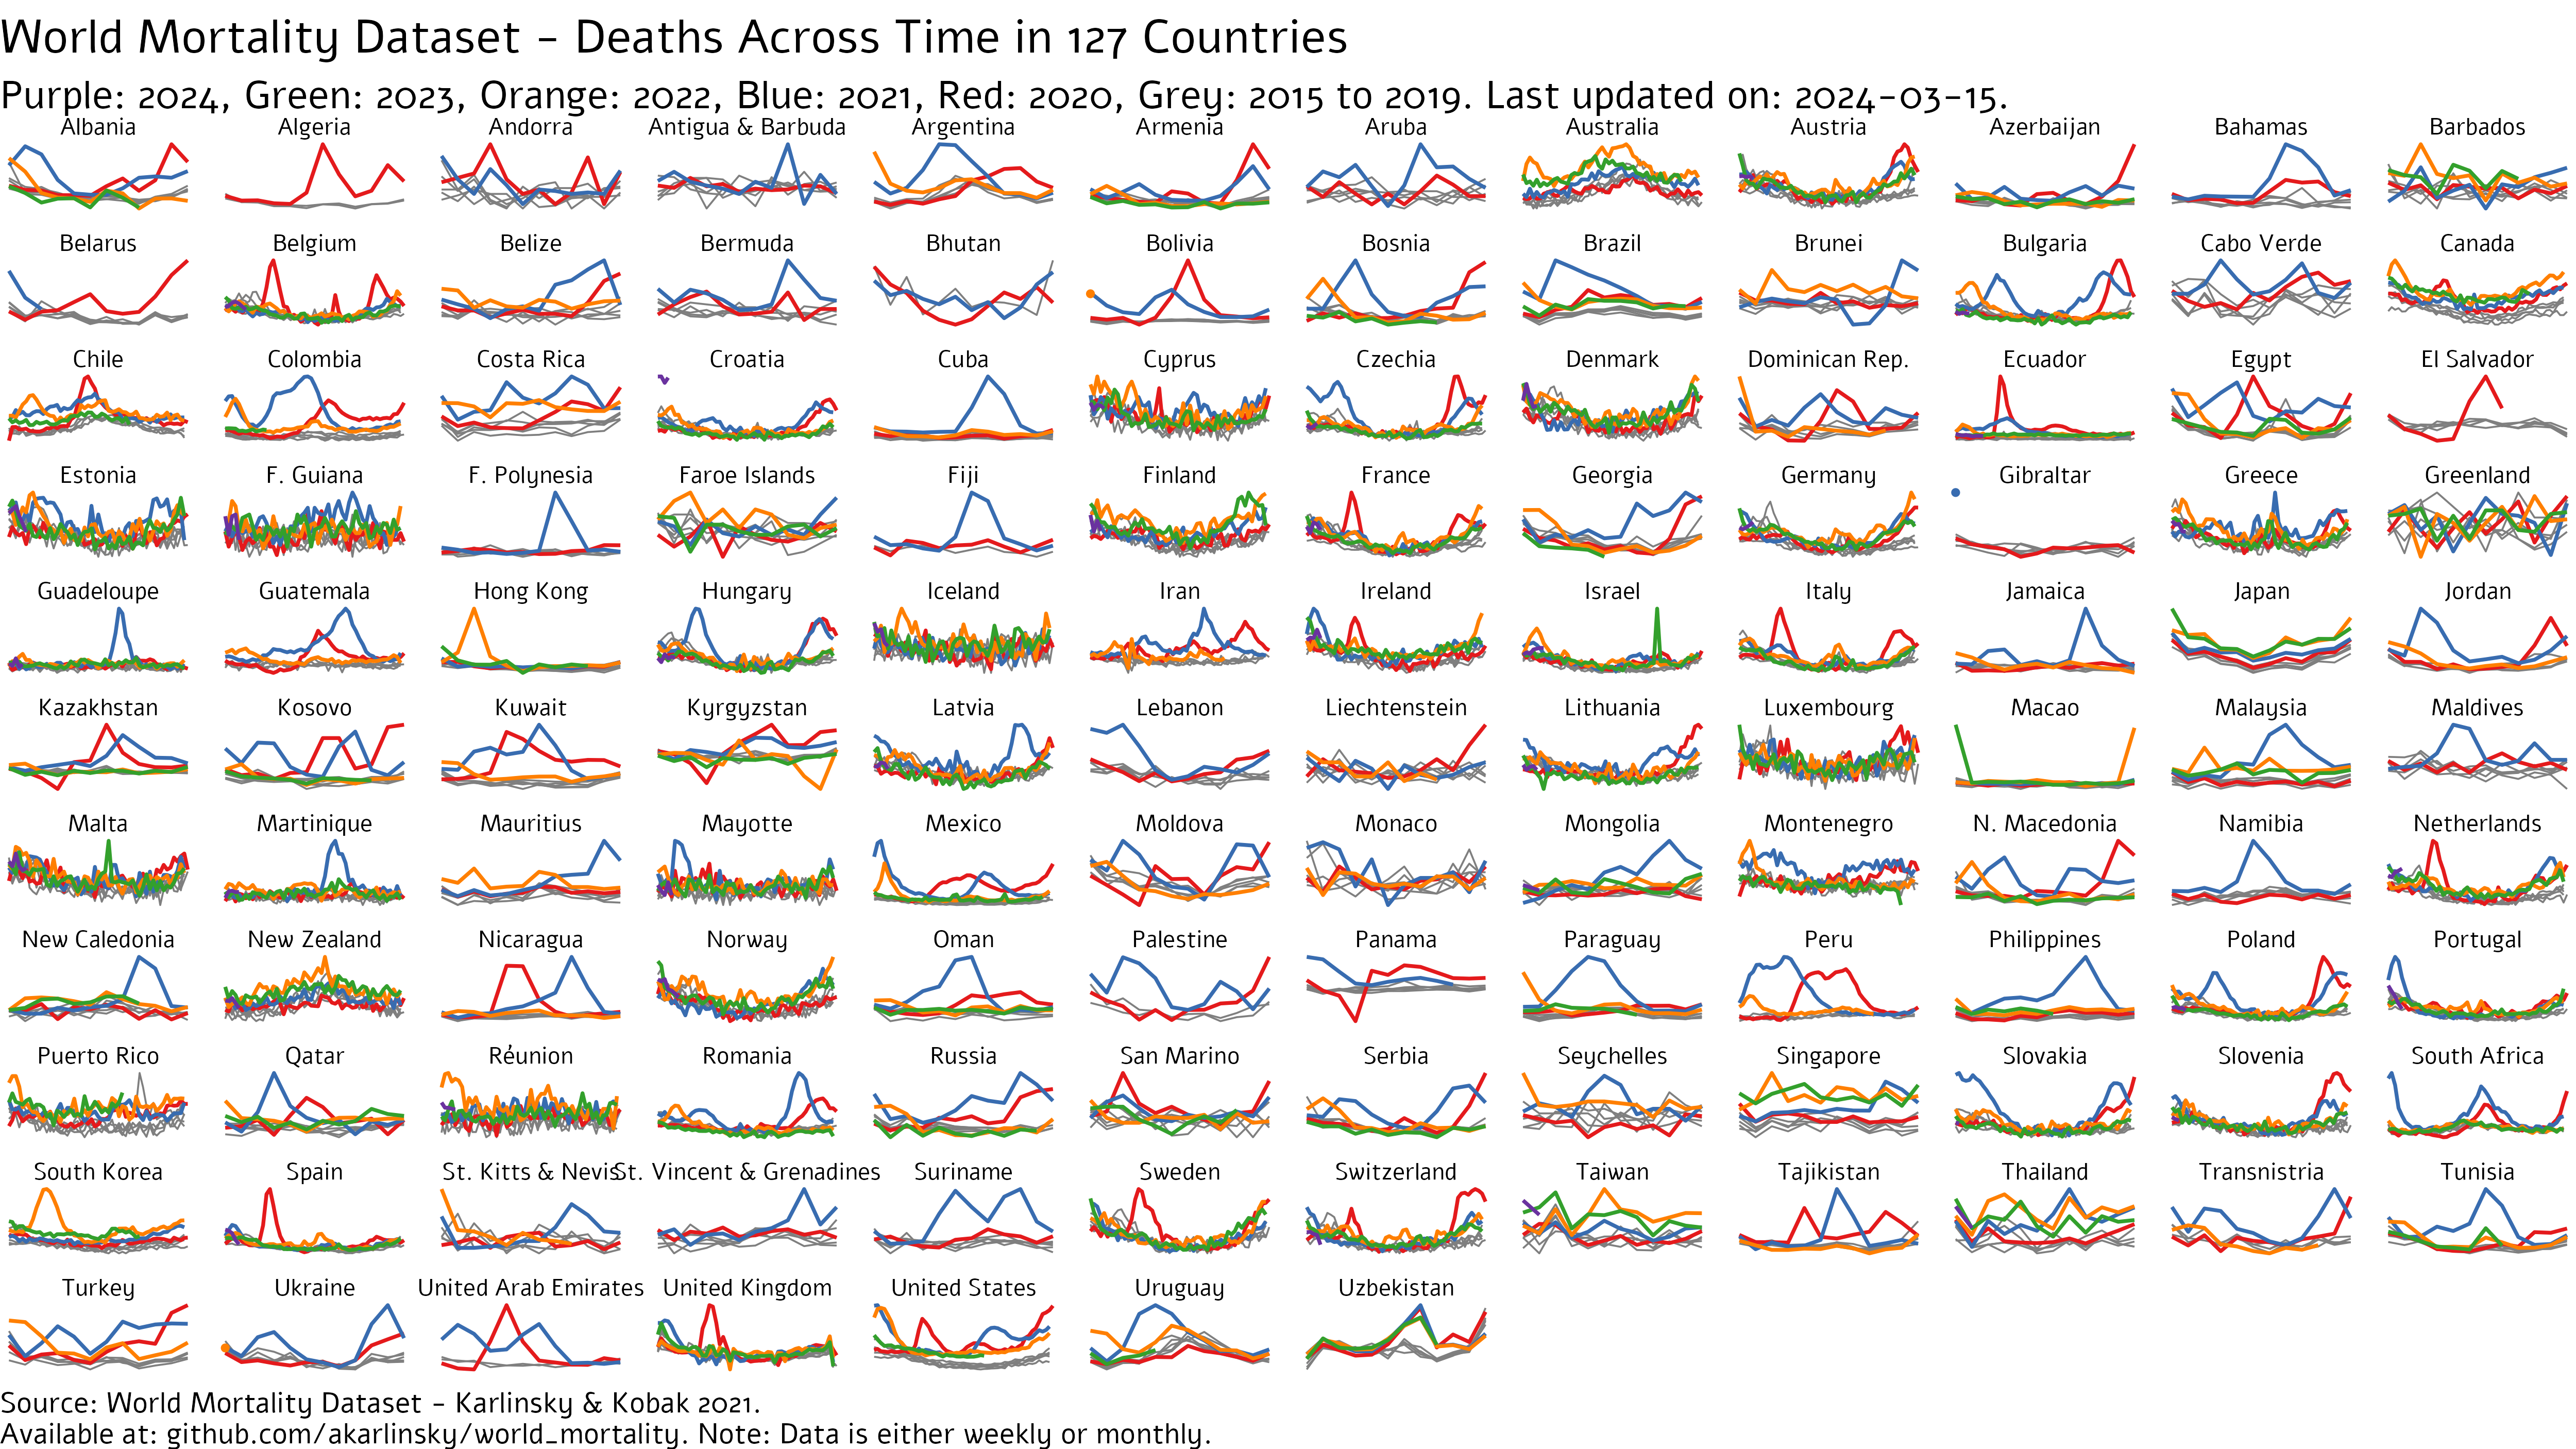 World Mortality Dataset - Deaths Across Time in 127 Countries
Purple: 2024, Green: 2023, Orange: 2022, Blue: 2021, Red: 2020, Grey: 2015 to 2019. Last updated on: 2024-03-15.
Albania Algeria Andorra Antigua & Barbuda Argentina Armenia Aruba Australia Austria Azerbaijan Bahamas Barbados
Belarus Belgium Belize Bermuda Bhutan Bolivia Bosnia Brazil Brunei Bulgaria Cabo Verde Canada
Chile Colombia Costa Rica Croatia Cuba Cyprus Czechia Denmark Dominican Rep. Ecuador Egypt El Salvador
Estonia F. Guiana F. Polynesia Faroe Islands Fiji Finland France Georgia Germany Gibraltar Greece Greenland
Guadeloupe Guatemala Hong Kong Hungary Iceland Iran Ireland Israel Italy Jamaica Japan Jordan
Kazakhstan Kosovo Kuwait Kyrgyzstan Latvia Lebanon Liechtenstein Lithuania Luxembourg Macao Malaysia Maldives
Malta Martinique Mauritius Mayotte Mexico Moldova Monaco Mongolia Montenegro N. Macedonia Namibia Netherlands
New Caledonia New Zealand Nicaragua Norway Oman Palestine Panama Paraguay Peru Philippines Poland Portugal
Puerto Rico Qatar Réunion Romania Russia San Marino Serbia Seychelles Singapore Slovakia Slovenia South Africa
South Korea Spain St. Kitts & Nevis St. Vincent & Grenadines Suriname Sweden Switzerland Taiwan Tajikistan Thailand Transnistria Tunisia
Turkey Ukraine United Arab Emirates United Kingdom United States Uruguay Uzbekistan
Source: World Mortality Dataset - Karlinsky & Kobak 2021.
Available at: github.com/akarlinsky/world_mortality. Note: Data is either weekly or monthly.